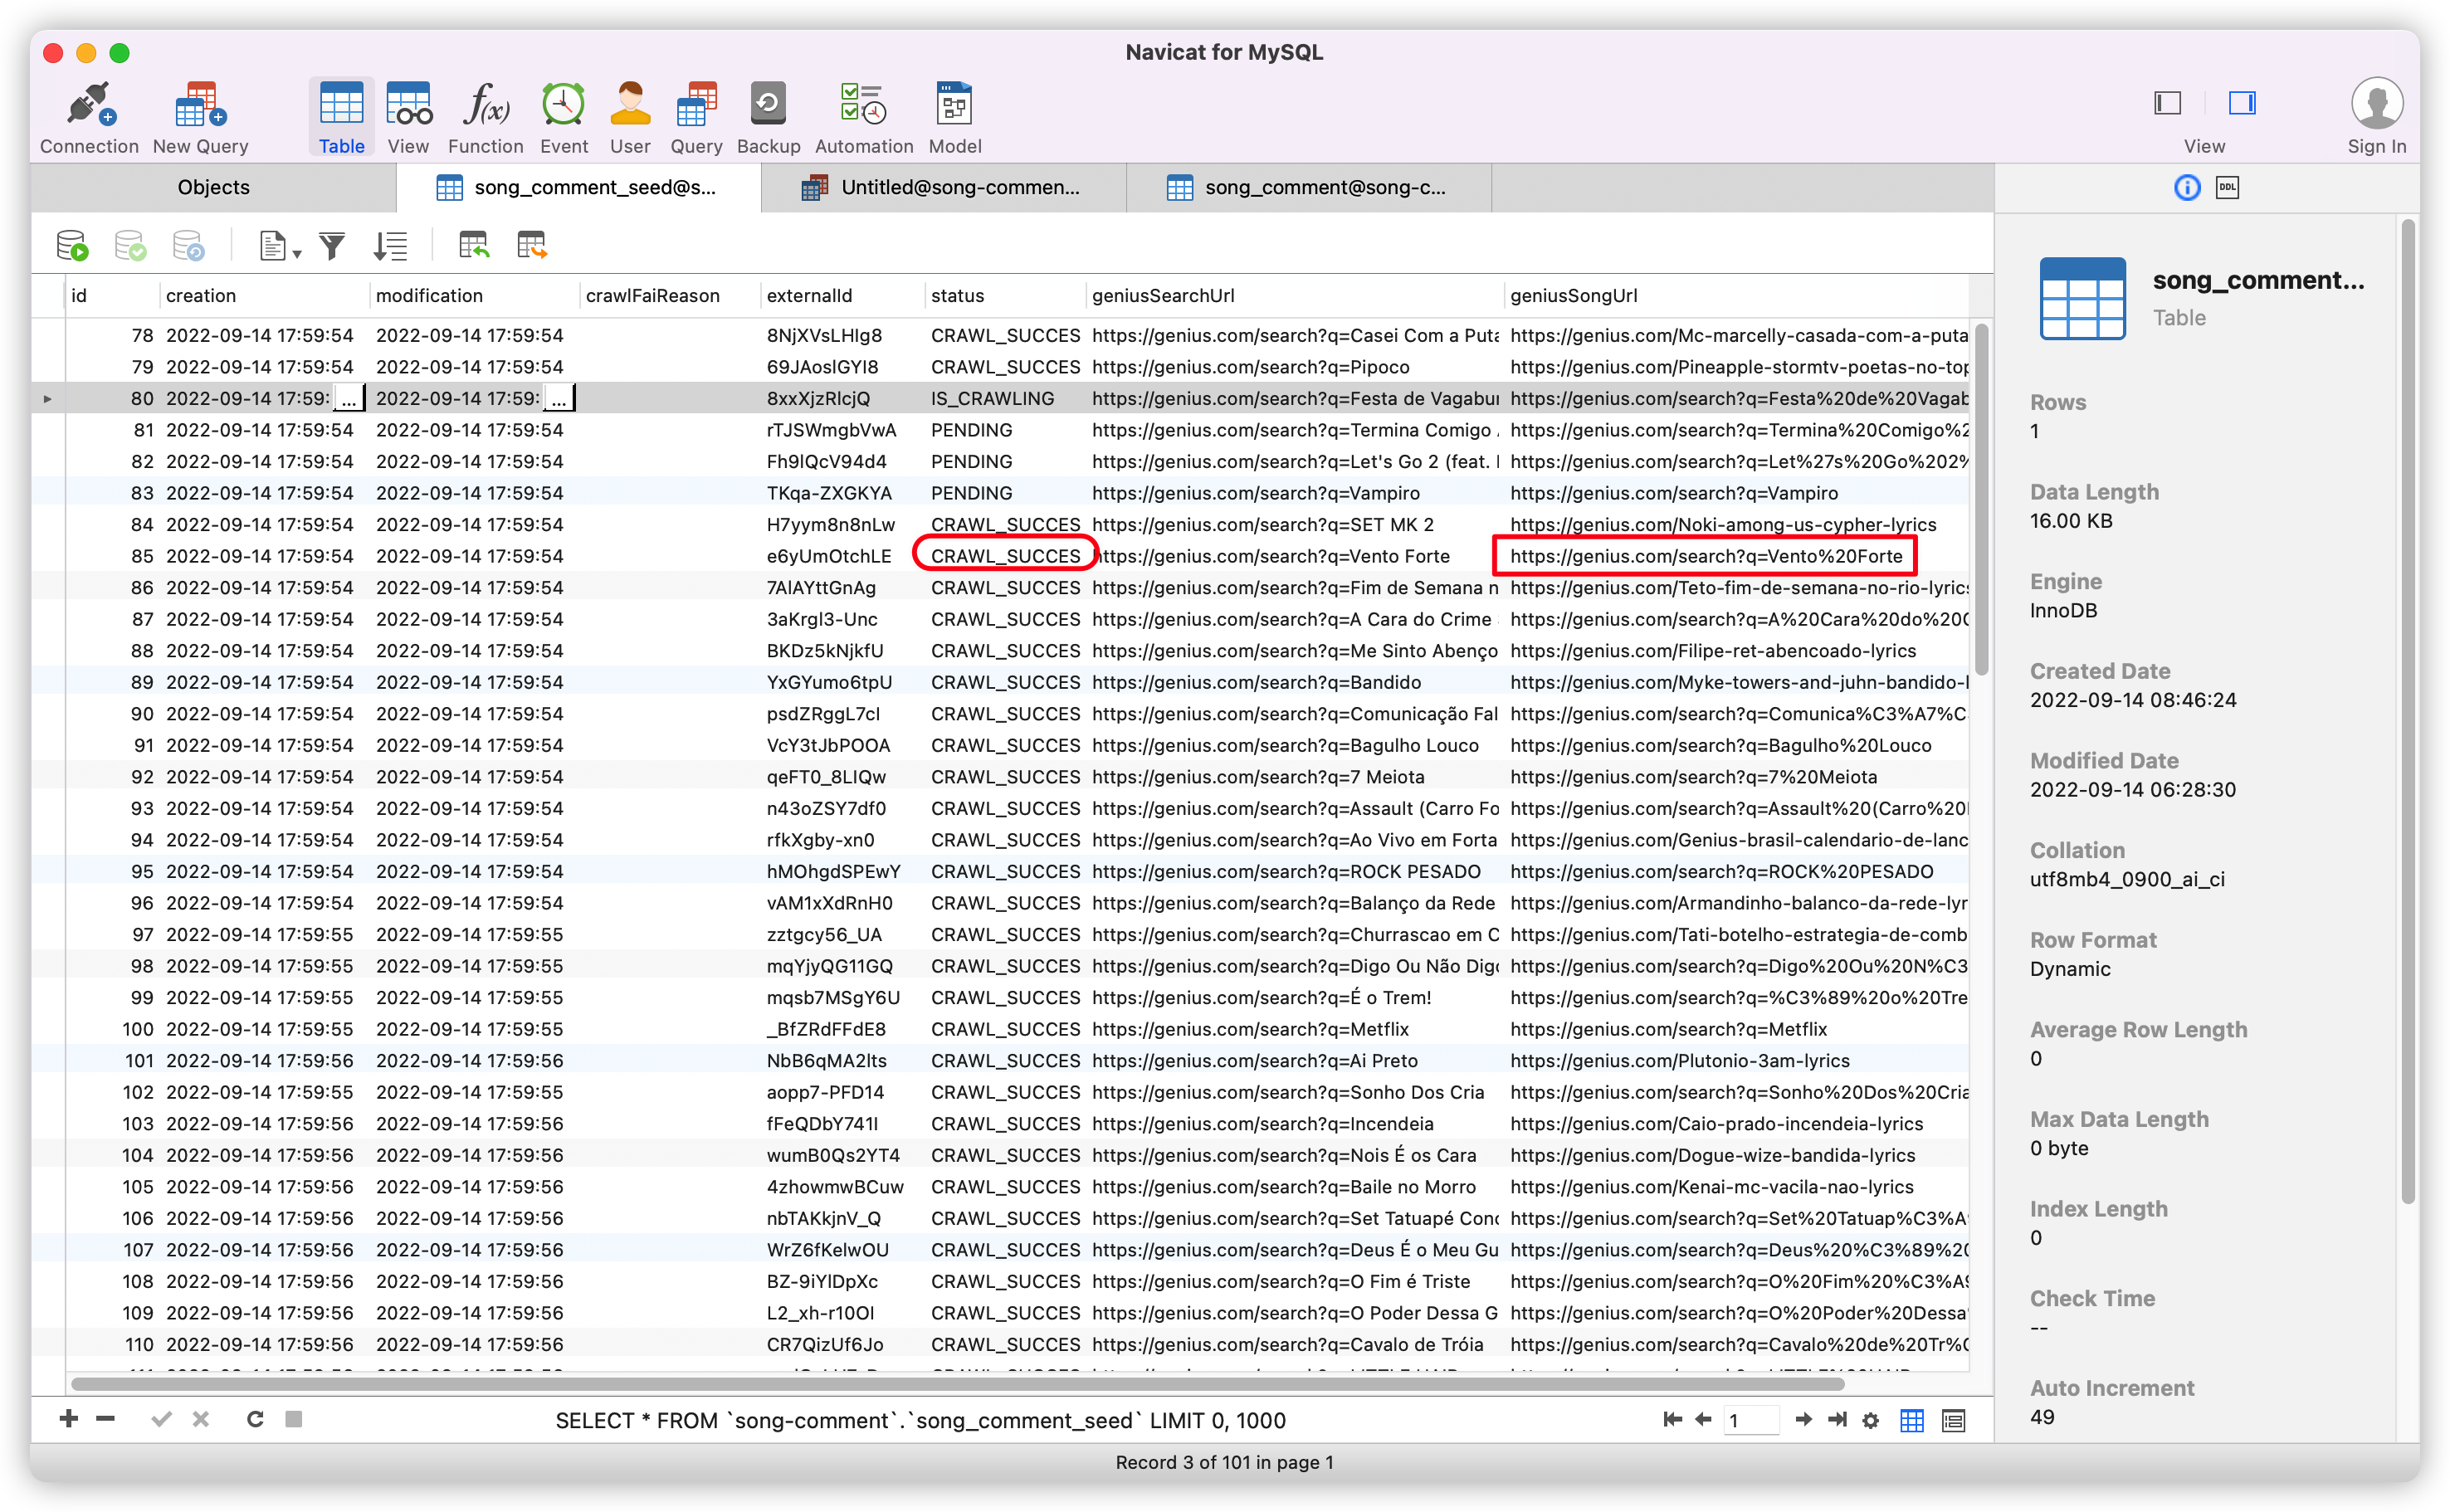 Navicat for MySQL
Connection New Query Table View Function Event User Query Backup Automation Model View Sign In
Objects song_comment_seed@s... Untitled@song-commen... song_comment@song-c... DDL
id creation modification crawlFaiReason externalId status geniusSearchUrl geniusSongUrl
78 2022-09-14 17:59:54 2022-09-14 17:59:54 8NjXVsLHIg8 CRAWL_SUCCES https://genius.com/search?q=Casei Com a Puta https://genius.com/Mc-marcelly-casada-com-a-puta
79 2022-09-14 17:59:54 2022-09-14 17:59:54 69JAoslGYI8 CRAWL_SUCCES https://genius.com/search?q=Pipoco https://genius.com/Pineapple-stormtv-poetas-no-top
80 2022-09-14 17:59: ... 2022-09-14 17:59: ... 8xxXjzRlcjQ IS_CRAWLING https://genius.com/search?q=Festa de Vagabur https://genius.com/search?q=Festa%20de%20Vagab
81 2022-09-14 17:59:54 2022-09-14 17:59:54 rTJSWmgbVwA PENDING https://genius.com/search?q=Termina Comigo https://genius.com/search?q=Termina%20Comigo%2
82 2022-09-14 17:59:54 2022-09-14 17:59:54 Fh9lQcV94d4 PENDING https://genius.com/search?q=Let's Go 2 (feat. https://genius.com/search?q=Let%27s%20Go%202%
83 2022-09-14 17:59:54 2022-09-14 17:59:54 TKqa-ZXGKYA PENDING https://genius.com/search?q=Vampiro https://genius.com/search?q=Vampiro
84 2022-09-14 17:59:54 2022-09-14 17:59:54 H7yym8n8nLw CRAWL_SUCCES https://genius.com/search?q=SET MK 2 https://genius.com/Noki-among-us-cypher-lyrics
85 2022-09-14 17:59:54 2022-09-14 17:59:54 e6yUmOtchLE CRAWL_SUCCES https://genius.com/search?q=Vento Forte https://genius.com/search?q=Vento%20Forte
86 2022-09-14 17:59:54 2022-09-14 17:59:54 7AlAYttGnAg CRAWL_SUCCES https://genius.com/search?q=Fim de Semana n https://genius.com/Teto-fim-de-semana-no-rio-lyrics
87 2022-09-14 17:59:54 2022-09-14 17:59:54 3aKrgl3-Unc CRAWL_SUCCES https://genius.com/search?q=A Cara do Crime https://genius.com/search?q=A%20Cara%20do%20C
88 2022-09-14 17:59:54 2022-09-14 17:59:54 BKDz5kNjkfU CRAWL_SUCCES https://genius.com/search?q=Me Sinto Abenço https://genius.com/Filipe-ret-abencoado-lyrics
89 2022-09-14 17:59:54 2022-09-14 17:59:54 YxGYumo6tpU CRAWL_SUCCES https://genius.com/search?q=Bandido https://genius.com/Myke-towers-and-juhn-bandido-l
90 2022-09-14 17:59:54 2022-09-14 17:59:54 psdZRggL7cI CRAWL_SUCCES https://genius.com/search?q=Comunicação Fal https://genius.com/search?q=Comunica%C3%A7%C
91 2022-09-14 17:59:54 2022-09-14 17:59:54 VcY3tJbPOOA CRAWL_SUCCES https://genius.com/search?q=Bagulho Louco https://genius.com/search?q=Bagulho%20Louco
92 2022-09-14 17:59:54 2022-09-14 17:59:54 qeFT0_8LIQw CRAWL_SUCCES https://genius.com/search?q=7 Meiota https://genius.com/search?q=7%20Meiota
93 2022-09-14 17:59:54 2022-09-14 17:59:54 n43oZSY7df0 CRAWL_SUCCES https://genius.com/search?q=Assault (Carro Fo https://genius.com/search?q=Assault%20(Carro%20
94 2022-09-14 17:59:54 2022-09-14 17:59:54 rfkXgby-xn0 CRAWL_SUCCES https://genius.com/search?q=Ao Vivo em Forta https://genius.com/Genius-brasil-calendario-de-lanc
95 2022-09-14 17:59:54 2022-09-14 17:59:54 hMOhgdSPEwY CRAWL_SUCCES https://genius.com/search?q=ROCK PESADO https://genius.com/search?q=ROCK%20PESADO
96 2022-09-14 17:59:54 2022-09-14 17:59:54 vAM1xXdRnH0 CRAWL_SUCCES https://genius.com/search?q=Balanço da Rede https://genius.com/Armandinho-balanco-da-rede-lyr
97 2022-09-14 17:59:55 2022-09-14 17:59:55 zztgcy56_UA CRAWL_SUCCES https://genius.com/search?q=Churrascao em C https://genius.com/Tati-botelho-estrategia-de-comb
98 2022-09-14 17:59:55 2022-09-14 17:59:55 mqYjyQG11GQ CRAWL_SUCCES https://genius.com/search?q=Digo Ou Não Digo https://genius.com/search?q=Digo%20Ou%20N%C3
99 2022-09-14 17:59:55 2022-09-14 17:59:55 mqsb7MSgY6U CRAWL_SUCCES https://genius.com/search?q=É o Trem! https://genius.com/search?q=%C3%89%20o%20Tre
100 2022-09-14 17:59:55 2022-09-14 17:59:55 _BfZRdFFdE8 CRAWL_SUCCES https://genius.com/search?q=Metflix https://genius.com/search?q=Metflix
101 2022-09-14 17:59:56 2022-09-14 17:59:56 NbB6qMA2lts CRAWL_SUCCES https://genius.com/search?q=Ai Preto https://genius.com/Plutonio-3am-lyrics
102 2022-09-14 17:59:55 2022-09-14 17:59:55 aopp7-PFD14 CRAWL_SUCCES https://genius.com/search?q=Sonho Dos Cria https://genius.com/search?q=Sonho%20Dos%20Cria
103 2022-09-14 17:59:56 2022-09-14 17:59:56 fFeQDbY741I CRAWL_SUCCES https://genius.com/search?q=Incendeia https://genius.com/Caio-prado-incendeia-lyrics
104 2022-09-14 17:59:56 2022-09-14 17:59:56 wumB0Qs2YT4 CRAWL_SUCCES https://genius.com/search?q=Nois É os Cara https://genius.com/Dogue-wize-bandida-lyrics
105 2022-09-14 17:59:56 2022-09-14 17:59:56 4zhowmwBCuw CRAWL_SUCCES https://genius.com/search?q=Baile no Morro https://genius.com/Kenai-mc-vacila-nao-lyrics
106 2022-09-14 17:59:56 2022-09-14 17:59:56 nbTAKkjnV_Q CRAWL_SUCCES https://genius.com/search?q=Set Tatuapé Conc https://genius.com/search?q=Set%20Tatuap%C3%A
107 2022-09-14 17:59:56 2022-09-14 17:59:56 WrZ6fKelwOU CRAWL_SUCCES https://genius.com/search?q=Deus É o Meu Gu https://genius.com/search?q=Deus%20%C3%89%20
108 2022-09-14 17:59:56 2022-09-14 17:59:56 BZ-9iYlDpXc CRAWL_SUCCES https://genius.com/search?q=O Fim é Triste https://genius.com/search?q=O%20Fim%20%C3%A9
109 2022-09-14 17:59:56 2022-09-14 17:59:56 L2_xh-r10OI CRAWL_SUCCES https://genius.com/search?q=O Poder Dessa G https://genius.com/search?q=O%20Poder%20Dessa
110 2022-09-14 17:59:56 2022-09-14 17:59:56 CR7QizUf6Jo CRAWL_SUCCES https://genius.com/search?q=Cavalo de Tróia https://genius.com/search?q=Cavalo%20de%20Tr%C
song_comment...
Table
Rows
1
Data Length
16.00 KB
Engine
InnoDB
Created Date
2022-09-14 08:46:24
Modified Date
2022-09-14 06:28:30
Collation
utf8mb4_0900_ai_ci
Row Format
Dynamic
Average Row Length
0
Max Data Length
0 byte
Index Length
0
Check Time
--
Auto Increment
49
SELECT * FROM `song-comment`.`song_comment_seed` LIMIT 0, 1000 1
Record 3 of 101 in page 1